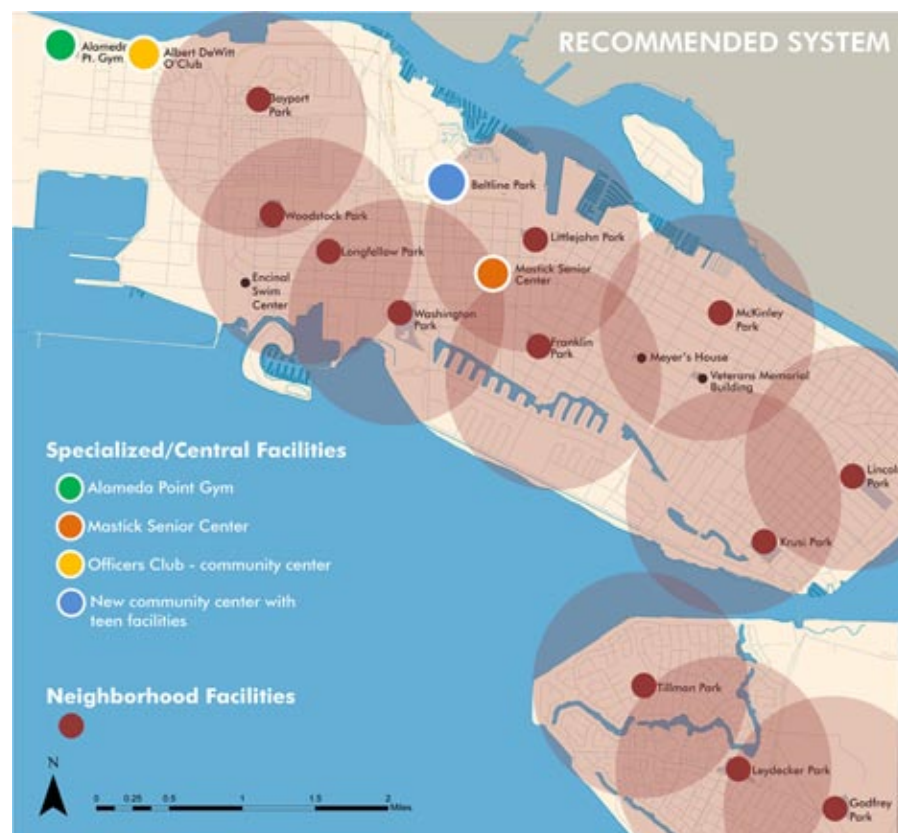 RECOMMENDED SYSTEM
Alameda
Pt. Gym
Albert DeWitt
O'Club
Bayport
Park
Beltline Park
Woodstock Park
Littlejohn Park
Longfellow Park
Mastick Senior
Center
Encinal
Swim
Center
Washington
Park
McKinley
Park
Franklin
Park
Meyer's House
Veterans Memorial
Building
Lincoln
Park
Krusi Park
Specialized/Central Facilities
Alameda Point Gym
Mastick Senior Center
Officers Club - community center
New community center with
teen facilities
Tillman Park
Neighborhood Facilities
Leydecker Park
Godfrey
Park
N
0 0.25 0.5 1 1.5 2
Miles